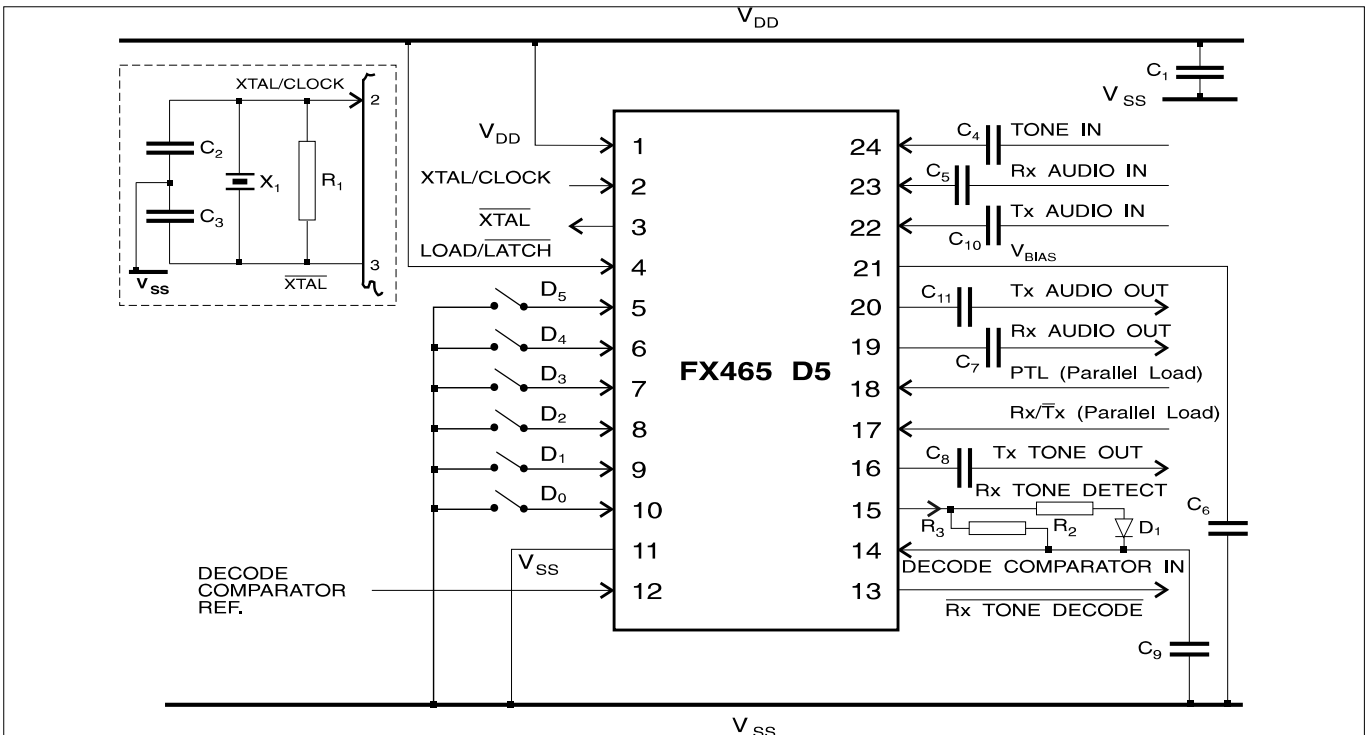 VDD
XTAL/CLOCK
2
C2
X1
R1
C3
VSS
XTAL
3
C1
VSS
VDD
XTAL/CLOCK
XTAL
LOAD/LATCH
D5
D4
D3
D2
D1
D0
VSS
DECODE
COMPARATOR
REF.
1
2
3
4
5
6
7
8
9
10
11
12
FX465 D5
24
23
22
21
20
19
18
17
16
15
14
13
C4 TONE IN
C5 Rx AUDIO IN
Tx AUDIO IN
C10
VBIAS
C11 Tx AUDIO OUT
Rx AUDIO OUT
C7
PTL (Parallel Load)
Rx/Tx (Parallel Load)
C8 Tx TONE OUT
Rx TONE DETECT
R3 R2 D1
C6
DECODE COMPARATOR IN
Rx TONE DECODE
C9
VSS